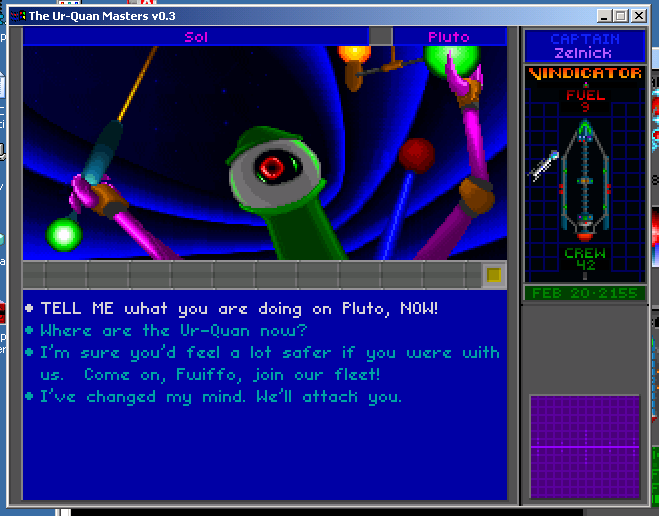 The Ur-Quan Masters v0.3
Sol
Pluto
CAPTAIN
Zelnick
VINDICATOR
FUEL
9
CREW
42
FEB 20·2155
TELL ME what you are doing on Pluto, NOW!
Where are the Ur-Quan now?
I'm sure you'd feel a lot safer if you were with
us. Come on, Fwiffo, join our fleet!
I've changed my mind. We'll attack you.